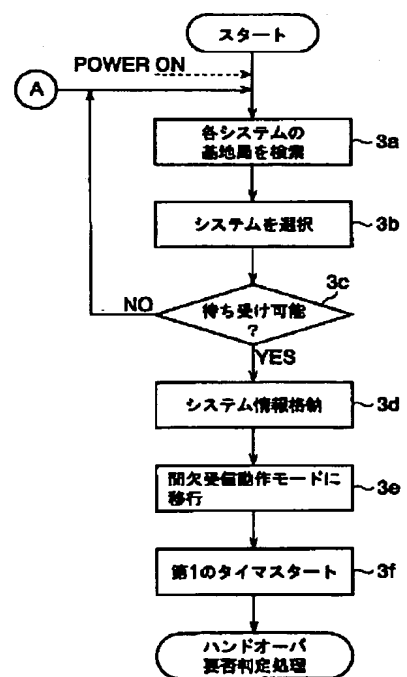 スタート
POWER ON
A
各システムの
基地局を検索
3a
システムを選択
3b
3c
待ち受け可能
?
NO
YES
システム情報格納
3d
間欠受信動作モードに
移行
3e
第1のタイマスタート
3f
ハンドオーバ
要否判定処理